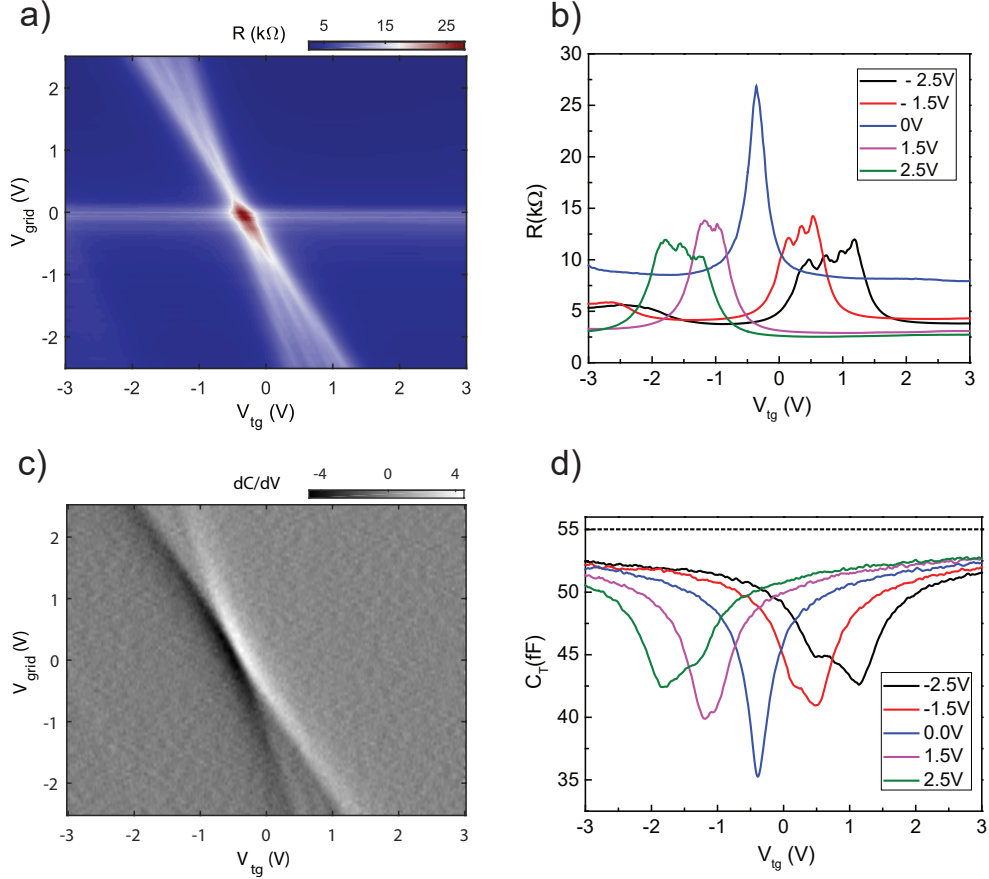 a)
R (kΩ)
5 15 25
V_grid (V)
2
1
0
-1
-2
-3 -2 -1 0 1 2 3
V_tg (V)
b)
R(kΩ)
30
25
20
15
10
5
0
- 2.5V
- 1.5V
0V
1.5V
2.5V
-3 -2 -1 0 1 2 3
V_tg (V)
c)
dC/dV
-4 0 4
V_grid (V)
2
1
0
-1
-2
-3 -2 -1 0 1 2 3
V_tg (V)
d)
C_T(fF)
55
50
45
40
35
-2.5V
-1.5V
0.0V
1.5V
2.5V
-3 -2 -1 0 1 2 3
V_tg (V)